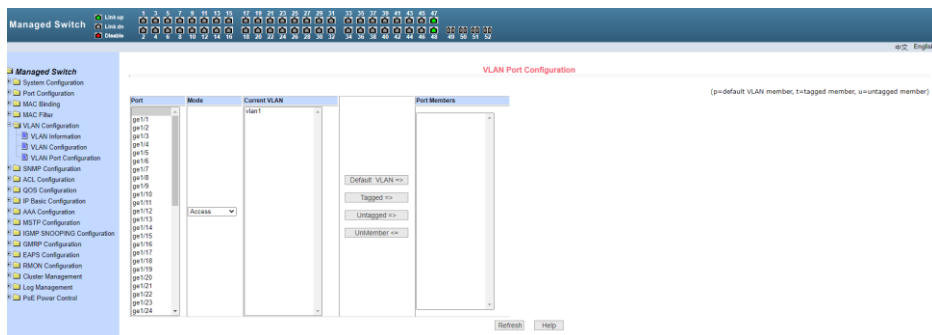 1 3 5 7 9 11 13 15 17 19 21 23 25 27 29 31 33 35 37 39 41 43 45 47
Managed Switch
Link up
Link dn
Disable
2 4 6 8 10 12 14 16 18 20 22 24 26 28 30 32 34 36 38 40 42 44 46 48 49 50 51 52
中文 Englis
Managed Switch
System Configuration
Port Configuration
MAC Binding
MAC Filter
VLAN Configuration
VLAN Information
VLAN Configuration
VLAN Port Configuration
SNMP Configuration
ACL Configuration
QOS Configuration
IP Basic Configuration
AAA Configuration
MSTP Configuration
IGMP SNOOPING Configuration
GMRP Configuration
EAPS Configuration
RMON Configuration
Cluster Management
Log Management
PoE Power Control
VLAN Port Configuration
(p=default VLAN member, t=tagged member, u=untagged member)
Port Mode Current VLAN Port Members
ge1/1
ge1/2
ge1/3
ge1/4
ge1/5
ge1/6
ge1/7
ge1/8
ge1/9
ge1/10
ge1/11
ge1/12
ge1/13
ge1/14
ge1/15
ge1/16
ge1/17
ge1/18
ge1/19
ge1/20
ge1/21
ge1/22
ge1/23
ge1/24
Access
vlan1
Default VLAN =>
Tagged =>
Untagged =>
UnMember <=
Refresh Help